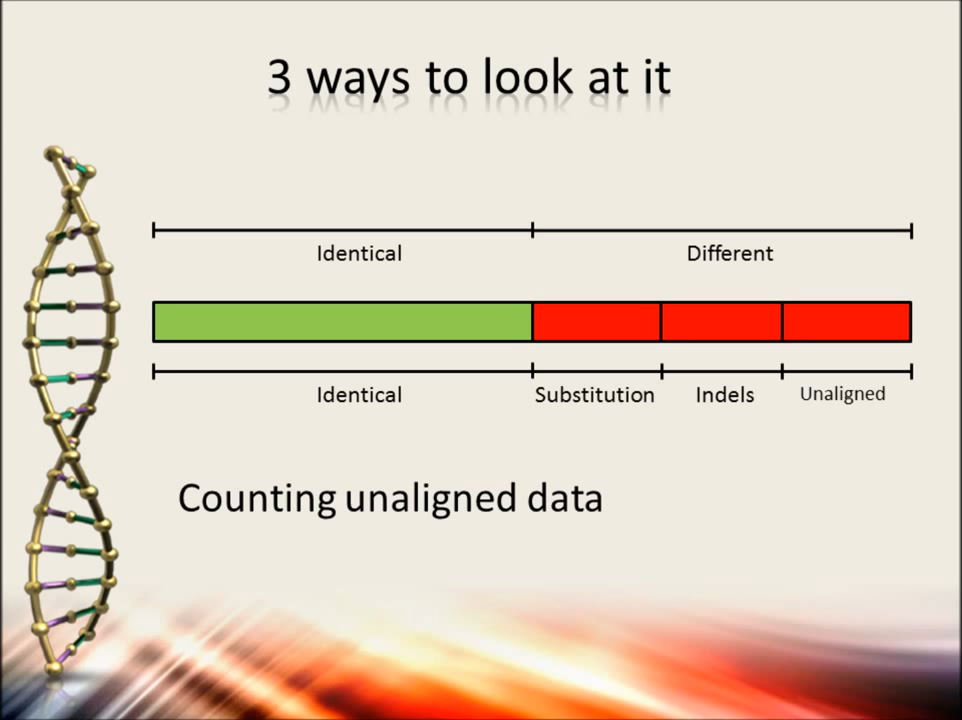 3 ways to look at it
Identical Different
Identical Substitution Indels Unaligned
Counting unaligned data